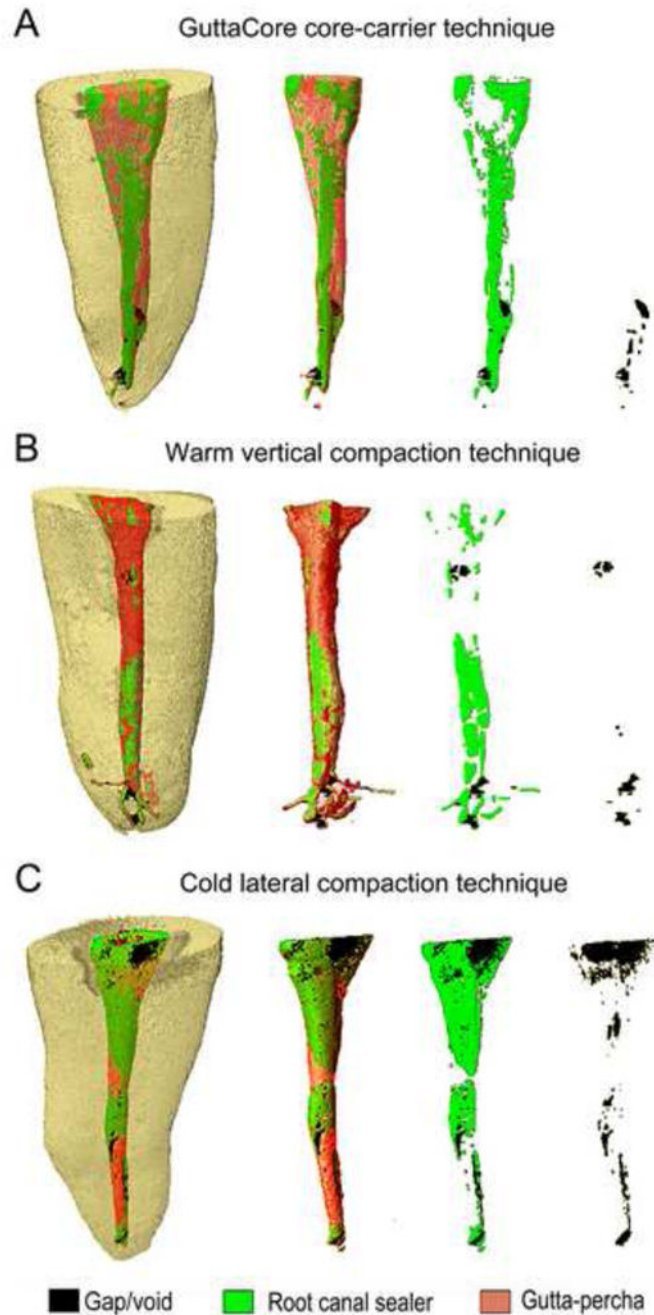 A
GuttaCore core-carrier technique
B
Warm vertical compaction technique
C
Cold lateral compaction technique
Gap/void Root canal sealer Gutta-percha